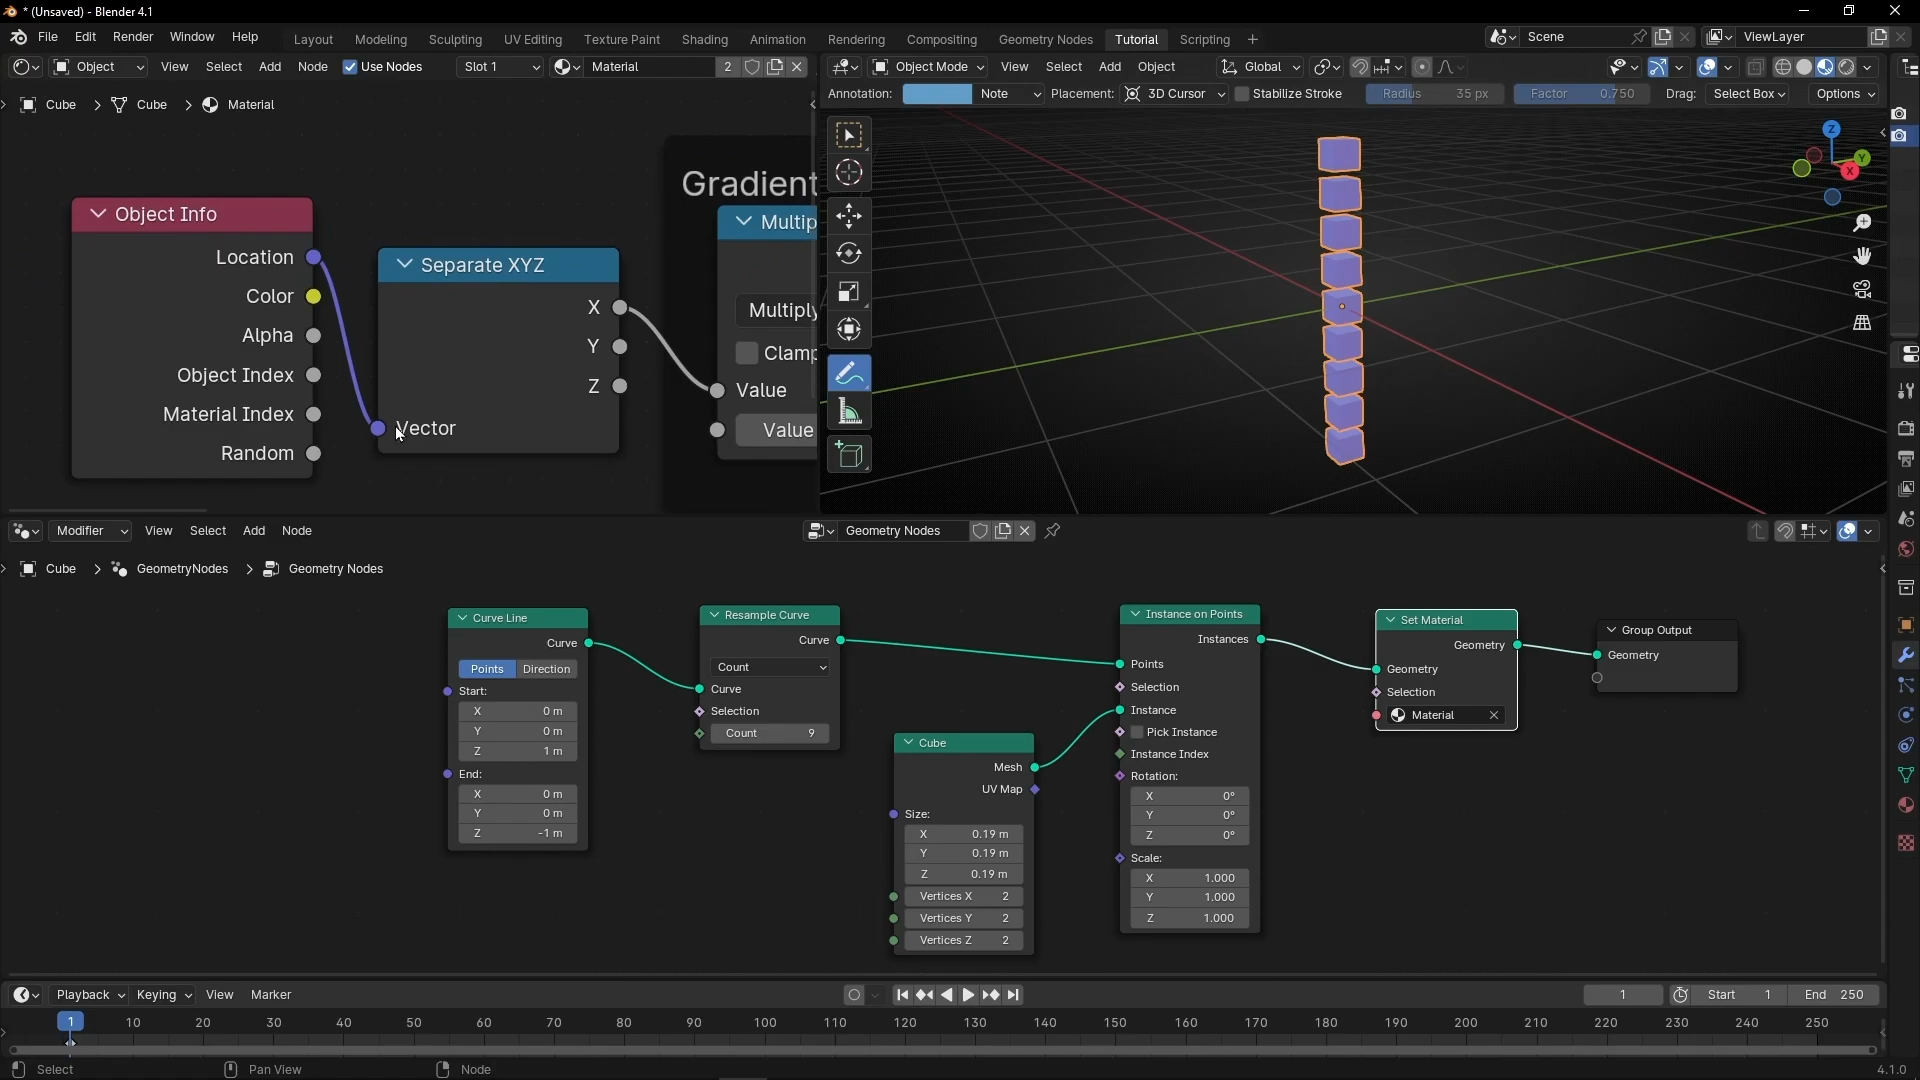 * (Unsaved) - Blender 4.1
File Edit Render Window Help Layout Modeling Sculpting UV Editing Texture Paint Shading Animation Rendering Compositing Geometry Nodes Tutorial Scripting + Scene ViewLayer
Object View Select Add Node Use Nodes Slot 1 Material 2
Object Mode View Select Add Object Global
Annotation: Note Placement: 3D Cursor Stabilize Stroke Radius 35 px Factor 0.750 Drag: Select Box Options
Cube > Cube > Material
Object Info
Location
Color
Alpha
Object Index
Material Index
Random
Separate XYZ
X
Y
Z
Vector
Gradient
Multip
Multiply
Clamp
Value
Value
Z
Y
X
Modifier View Select Add Node Geometry Nodes
Cube > GeometryNodes > Geometry Nodes
Curve Line
Curve
Points Direction
Start:
X 0 m
Y 0 m
Z 1 m
End:
X 0 m
Y 0 m
Z -1 m
Resample Curve
Curve
Count
Curve
Selection
Count 9
Cube
Mesh
UV Map
Size:
X 0.19 m
Y 0.19 m
Z 0.19 m
Vertices X 2
Vertices Y 2
Vertices Z 2
Instance on Points
Instances
Points
Selection
Instance
Pick Instance
Instance Index
Rotation:
X 0°
Y 0°
Z 0°
Scale:
X 1.000
Y 1.000
Z 1.000
Set Material
Geometry
Geometry
Selection
Material
Group Output
Geometry
Playback Keying View Marker 1 Start 1 End 250
1 10 20 30 40 50 60 70 80 90 100 110 120 130 140 150 160 170 180 190 200 210 220 230 240 250
Select Pan View Node 4.1.0